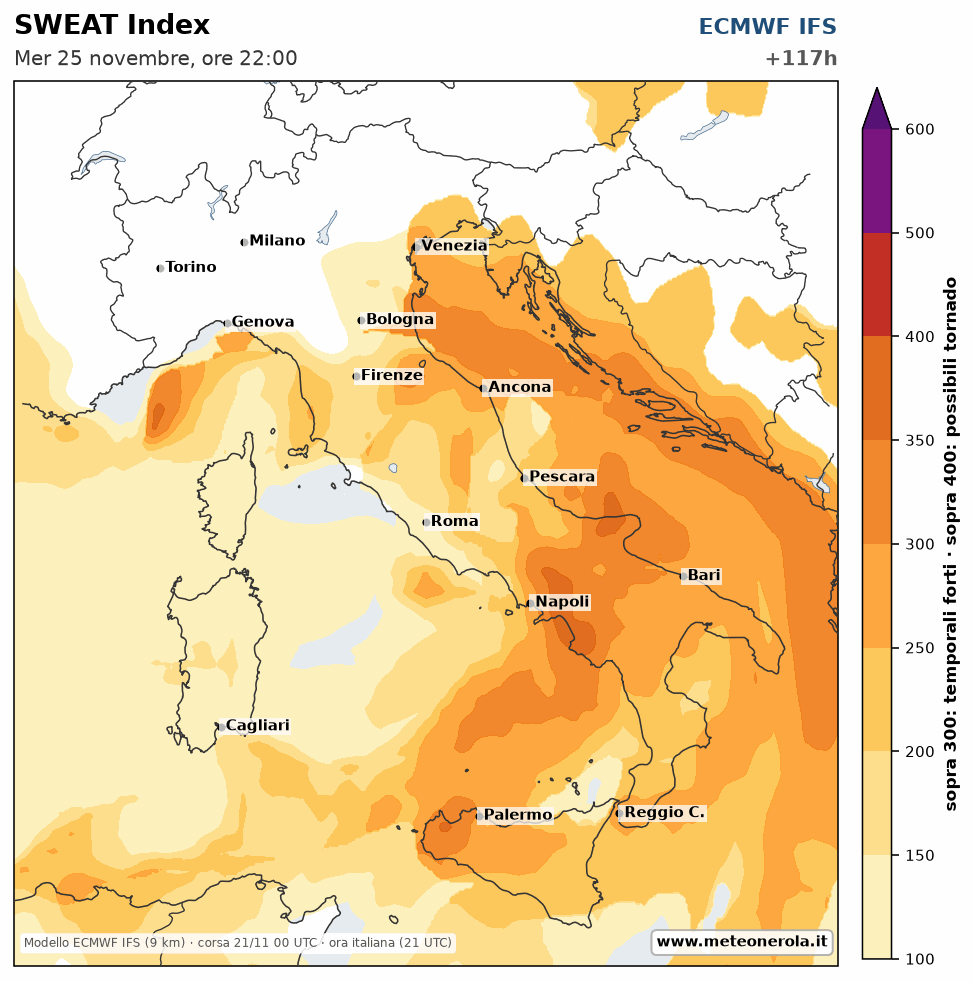 SWEAT Index
ECMWF IFS
Mer 25 novembre, ore 22:00
+117h
600
500
400
350
300
250
200
150
100
sopra 300: temporali forti · sopra 400: possibili tornado
Milano
Venezia
Torino
Genova
Bologna
Firenze
Ancona
Pescara
Roma
Bari
Napoli
Cagliari
Palermo
Reggio C.
Modello ECMWF IFS (9 km) · corsa 21/11 00 UTC · ora italiana (21 UTC)
www.meteonerola.it